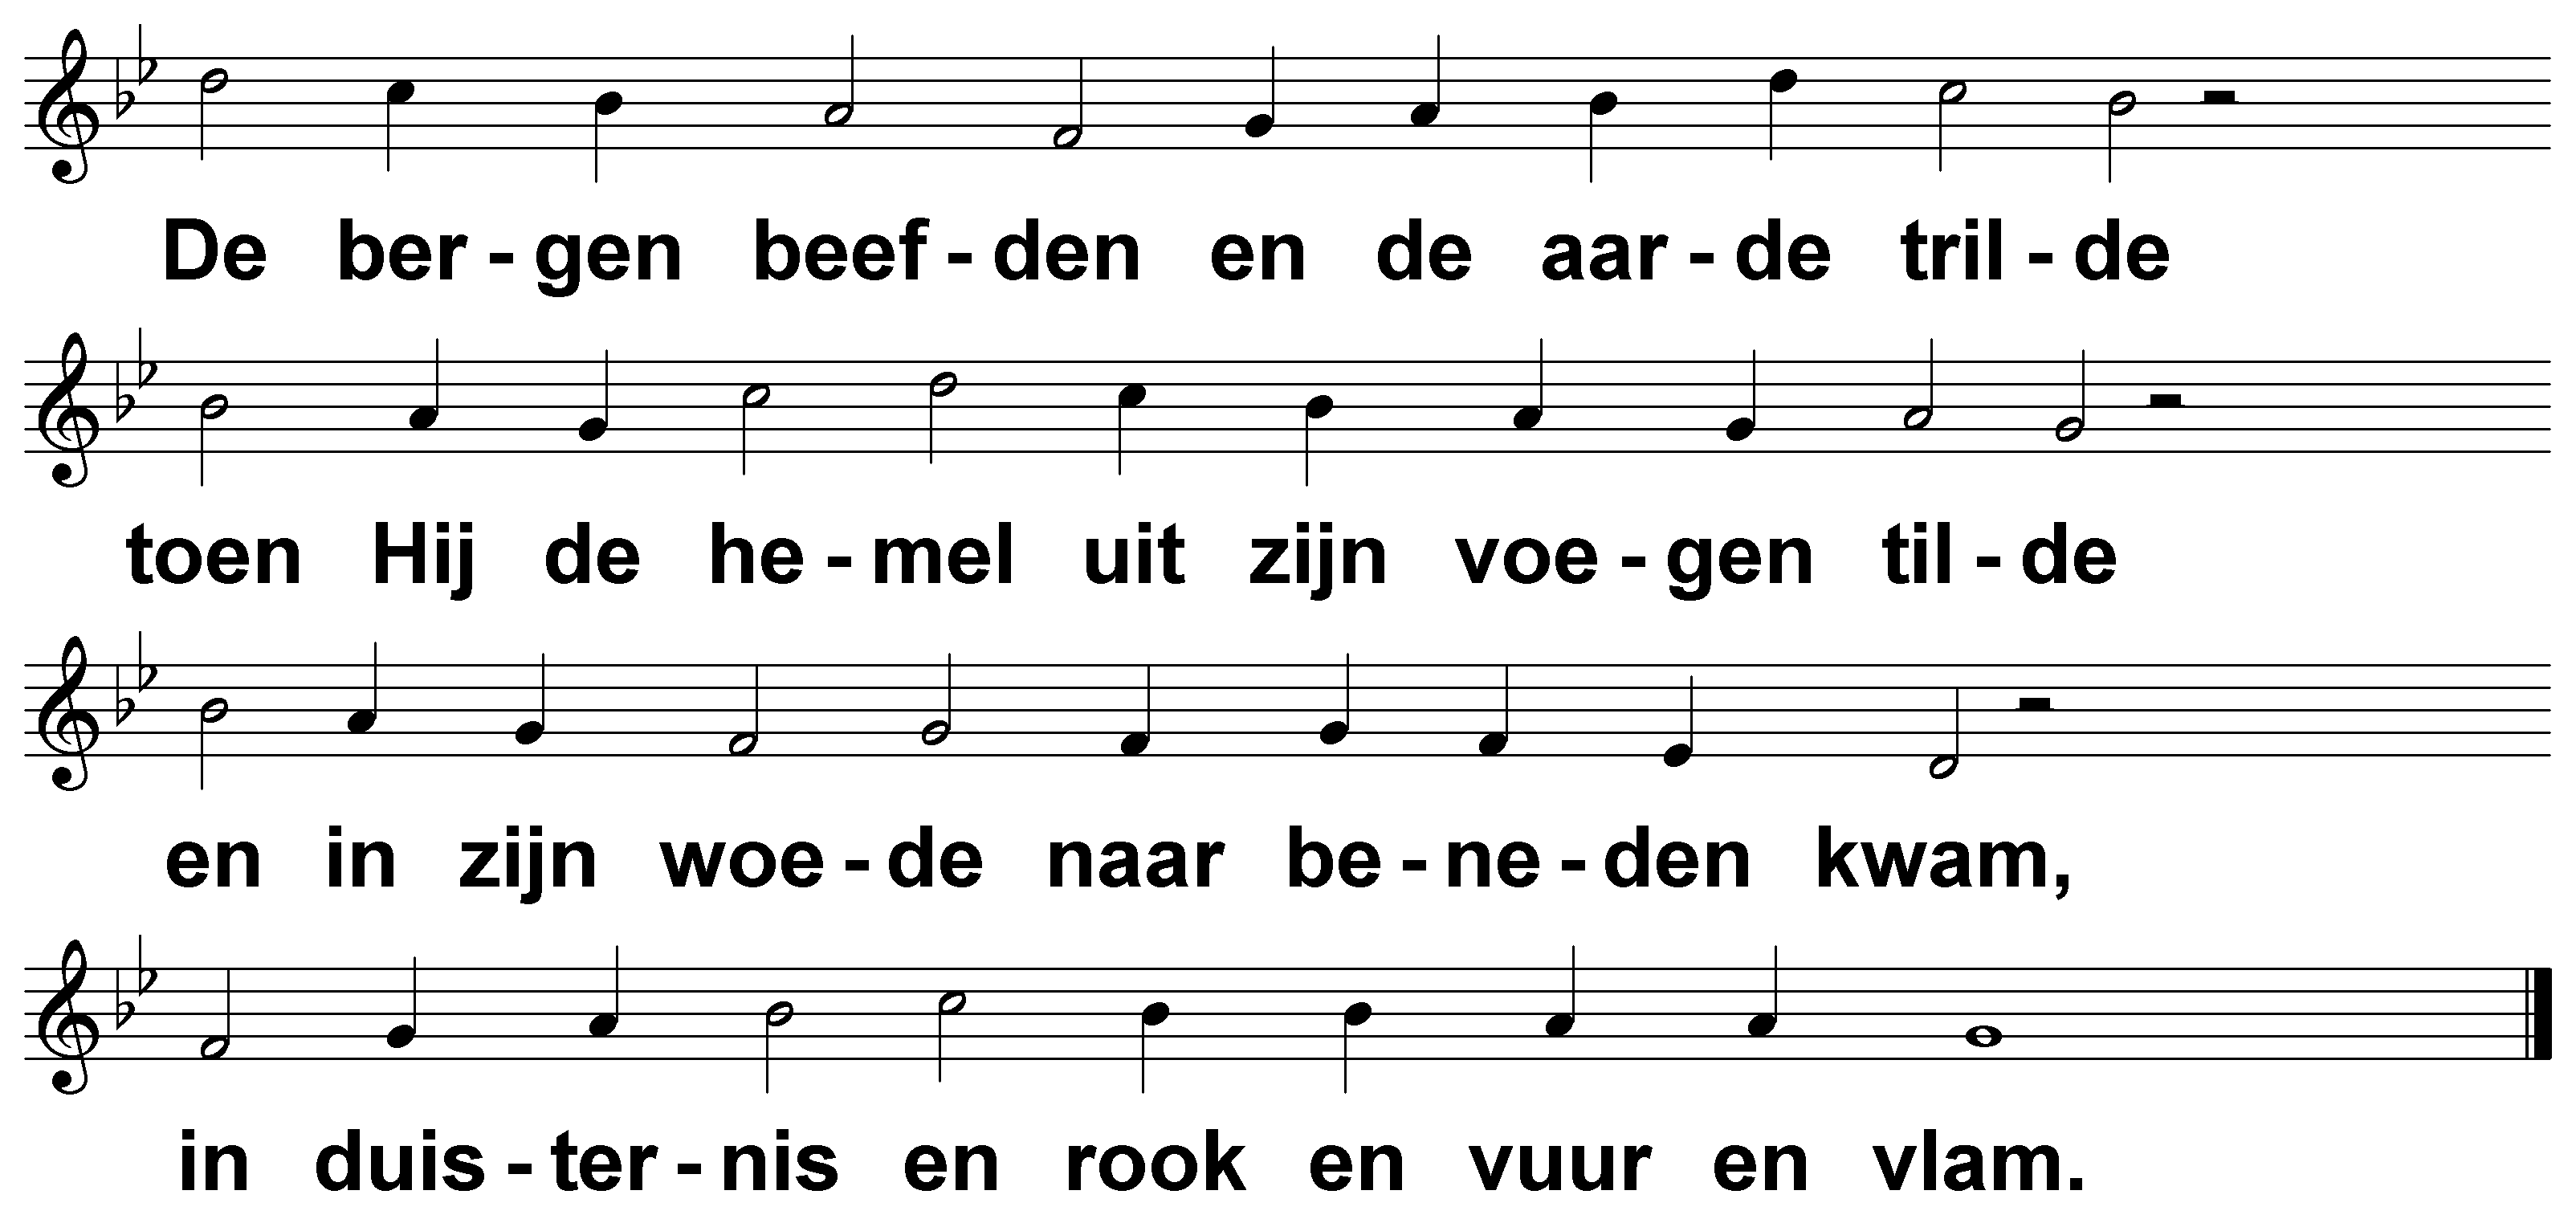 De ber-gen beef-den en de aar-de tril-de
toen Hij de he-mel uit zijn voe-gen til-de
en in zijn woe-de naar be-ne-den kwam,
in duis-ter-nis en rook en vuur en vlam.